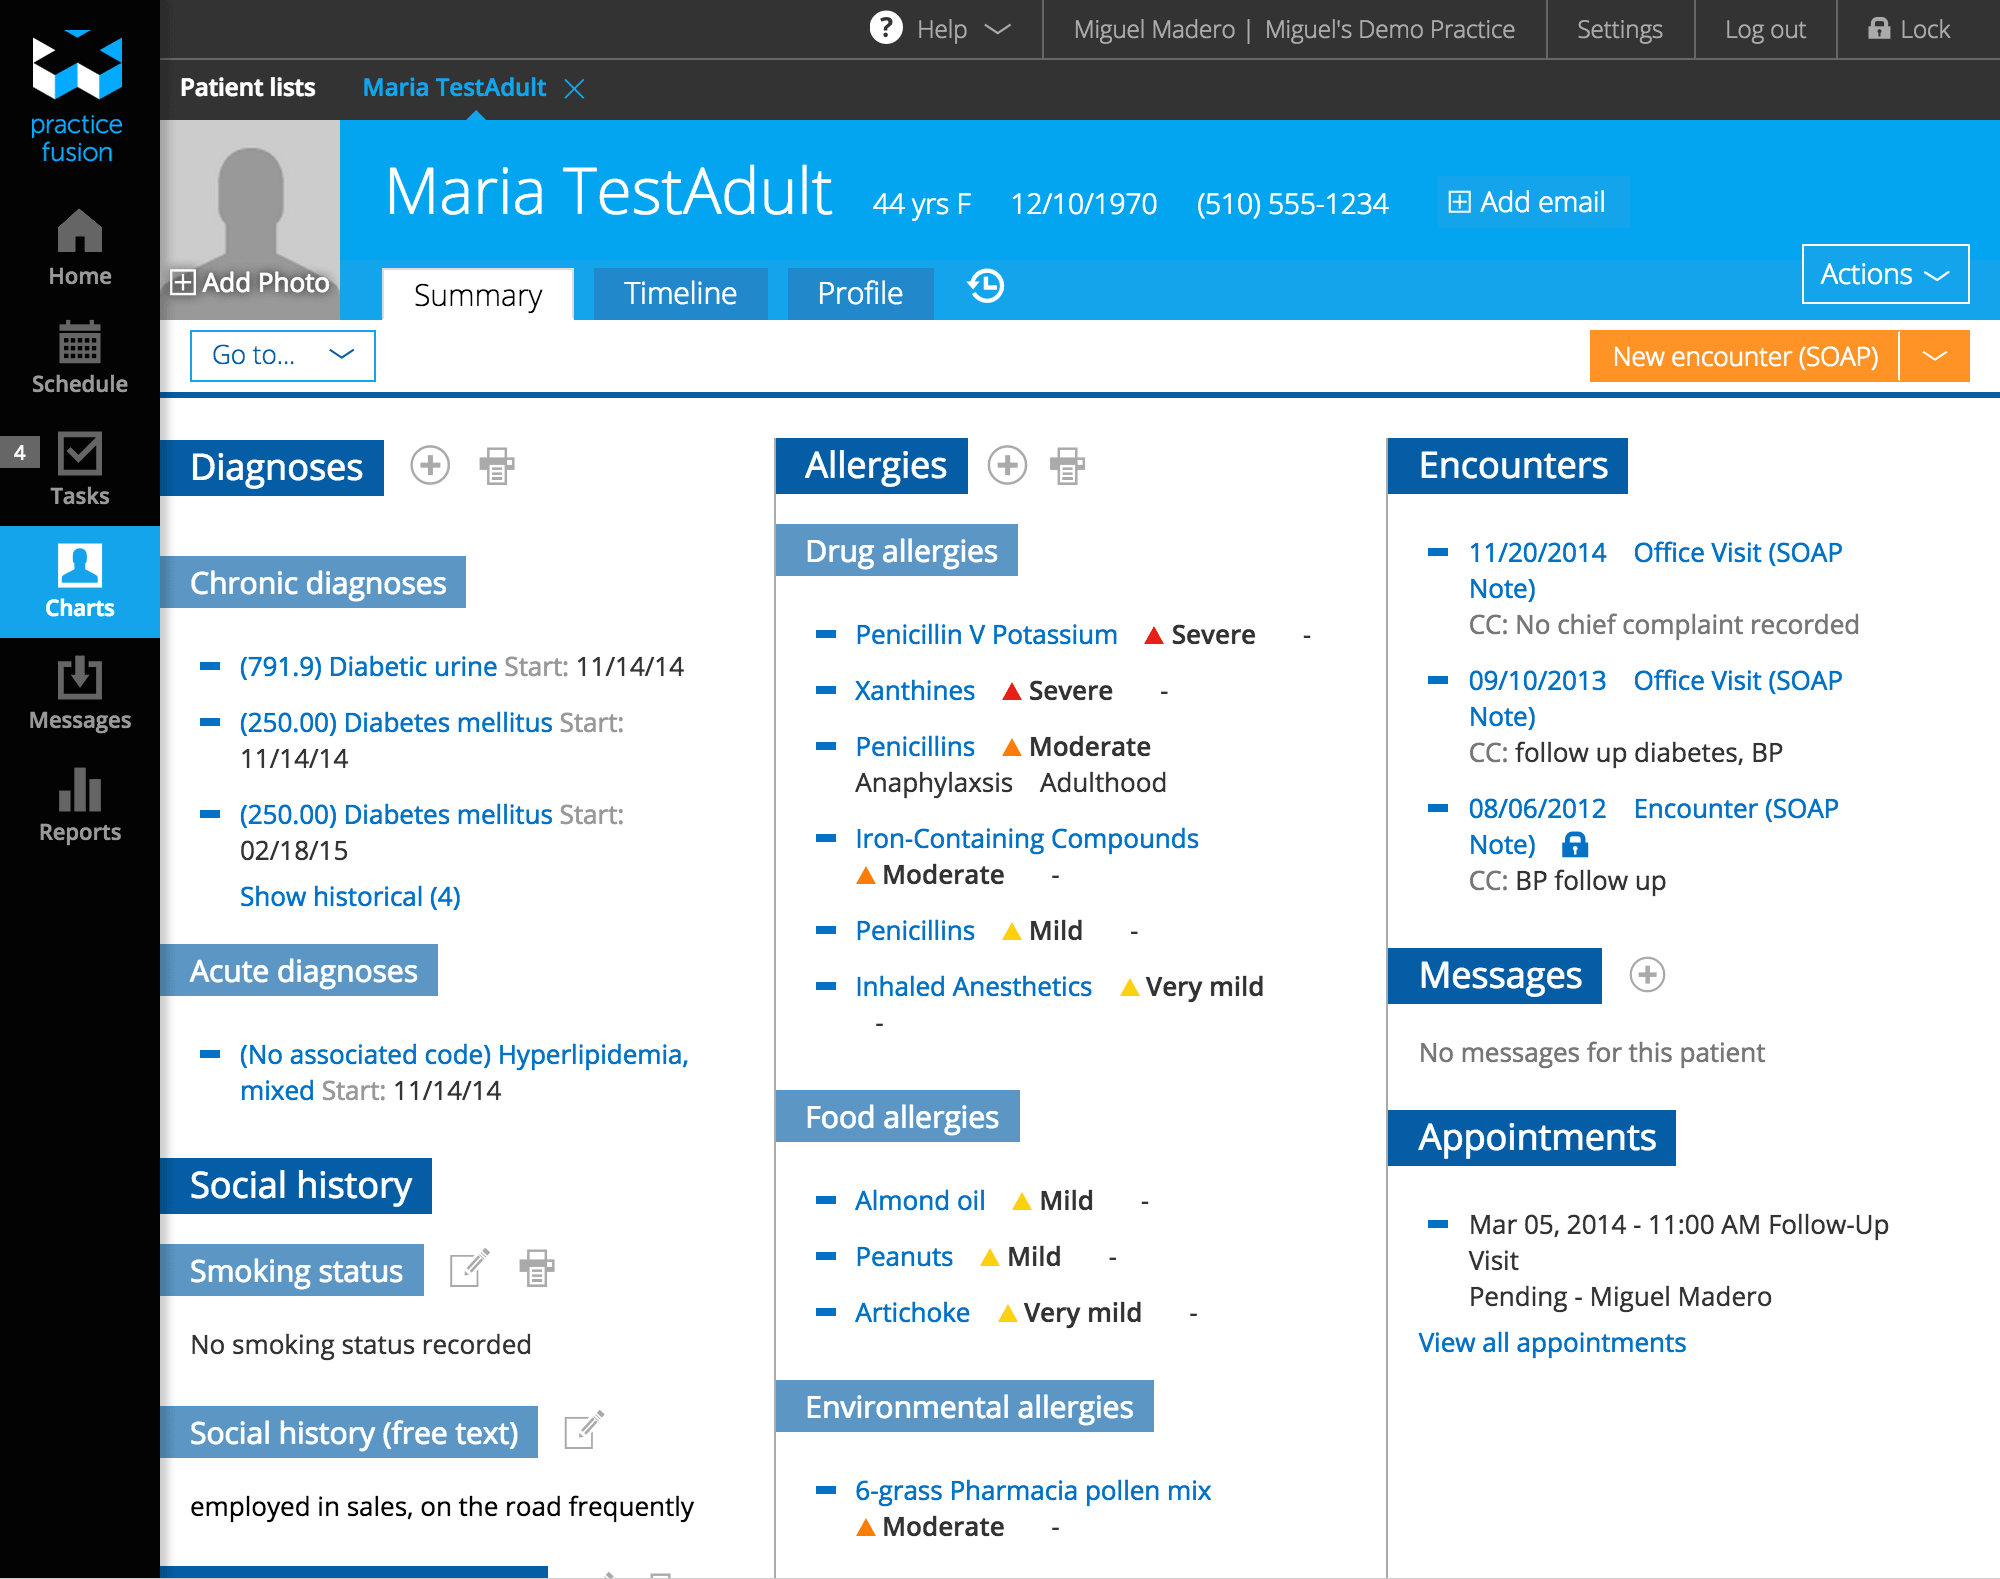 practice
fusion
Home
Schedule
4
Tasks
Charts
Messages
Reports
? Help
Miguel Madero | Miguel's Demo Practice
Settings
Log out
Lock
Patient lists
Maria TestAdult
Add Photo
Maria TestAdult
44 yrs F
12/10/1970
(510) 555-1234
Add email
Summary
Timeline
Profile
Actions
Go to...
New encounter (SOAP)
Diagnoses
Chronic diagnoses
(791.9) Diabetic urine Start: 11/14/14
(250.00) Diabetes mellitus Start:
11/14/14
(250.00) Diabetes mellitus Start:
02/18/15
Show historical (4)
Acute diagnoses
(No associated code) Hyperlipidemia,
mixed Start: 11/14/14
Social history
Smoking status
No smoking status recorded
Social history (free text)
employed in sales, on the road frequently
Allergies
Drug allergies
Penicillin V Potassium Severe -
Xanthines Severe -
Penicillins Moderate
Anaphylaxsis Adulthood
Iron-Containing Compounds
Moderate -
Penicillins Mild -
Inhaled Anesthetics Very mild
-
Food allergies
Almond oil Mild -
Peanuts Mild -
Artichoke Very mild -
Environmental allergies
6-grass Pharmacia pollen mix
Moderate -
Encounters
11/20/2014 Office Visit (SOAP
Note)
CC: No chief complaint recorded
09/10/2013 Office Visit (SOAP
Note)
CC: follow up diabetes, BP
08/06/2012 Encounter (SOAP
Note)
CC: BP follow up
Messages
No messages for this patient
Appointments
Mar 05, 2014 - 11:00 AM Follow-Up
Visit
Pending - Miguel Madero
View all appointments